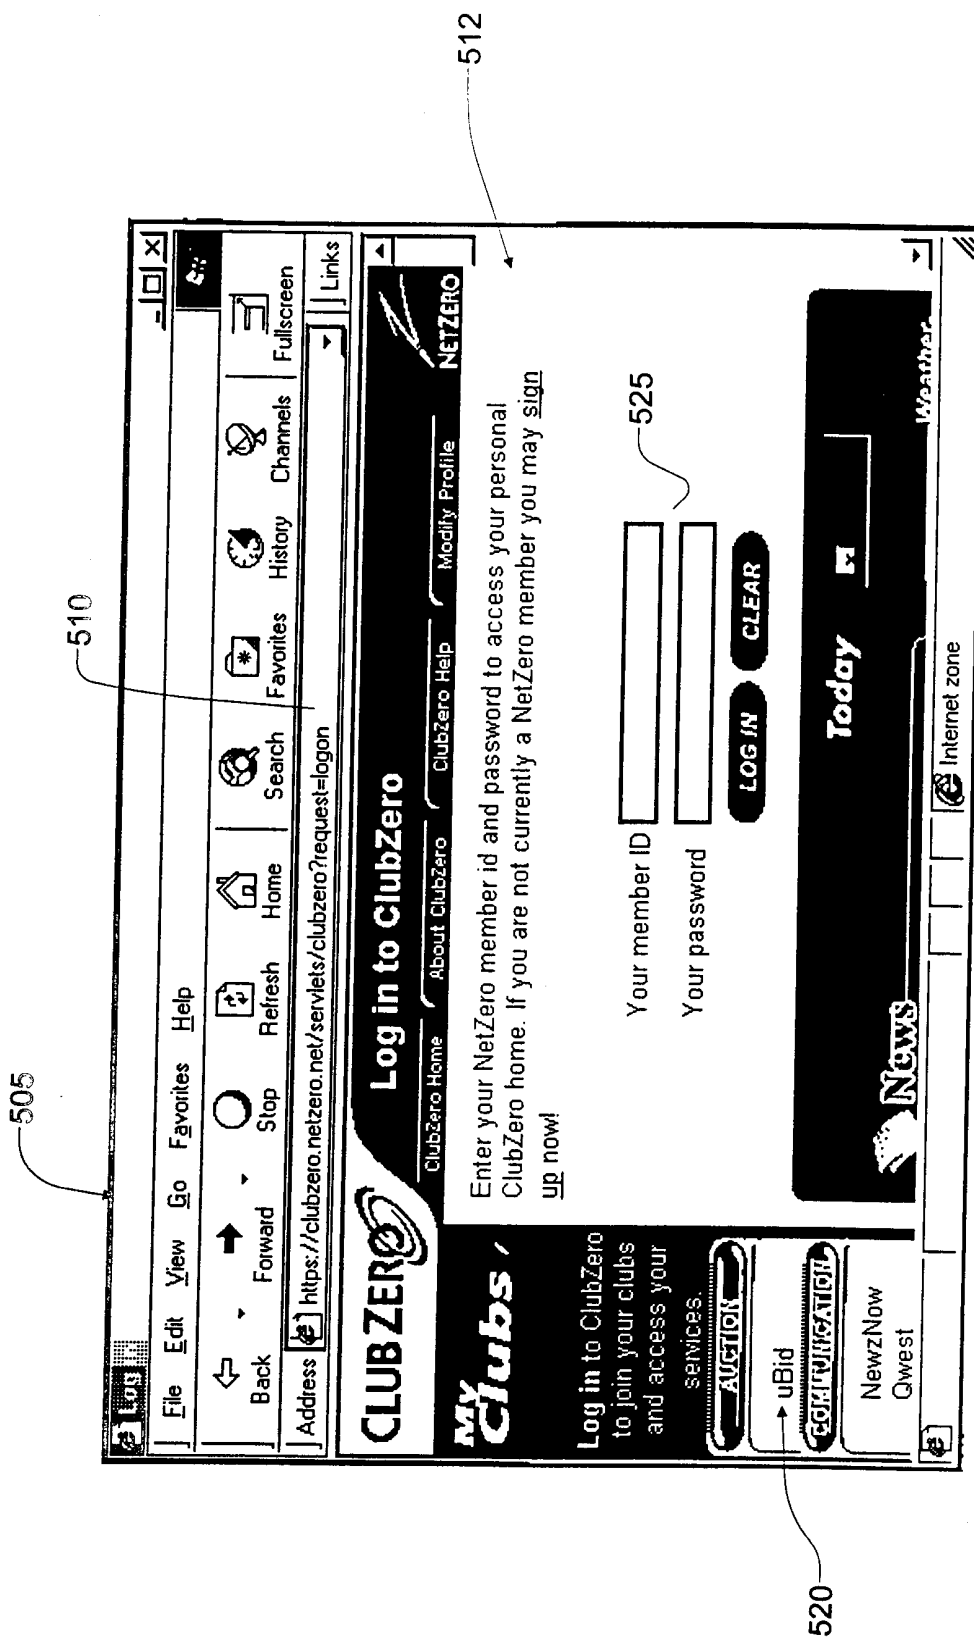 505
510
512
Log
File Edit View Go Favorites Help
Back Forward Stop Refresh Home Search Favorites History Channels Fullscreen
Address https://clubzero.netzero.net/servlets/clubzero?request=logon Links
CLUB ZERO
Log in to ClubZero
NETZERO
ClubZero Home About ClubZero ClubZero Help Modify Profile
MY Clubs
Log in to ClubZero
to join your clubs
and access your
services.
AUCTION
uBid
COMMUNICATION
NewzNow
Qwest
520
Enter your NetZero member id and password to access your personal
ClubZero home. If you are not currently a NetZero member you may sign
up now!
Your member ID
Your password
525
LOG IN CLEAR
Today
News
Weather
Internet zone